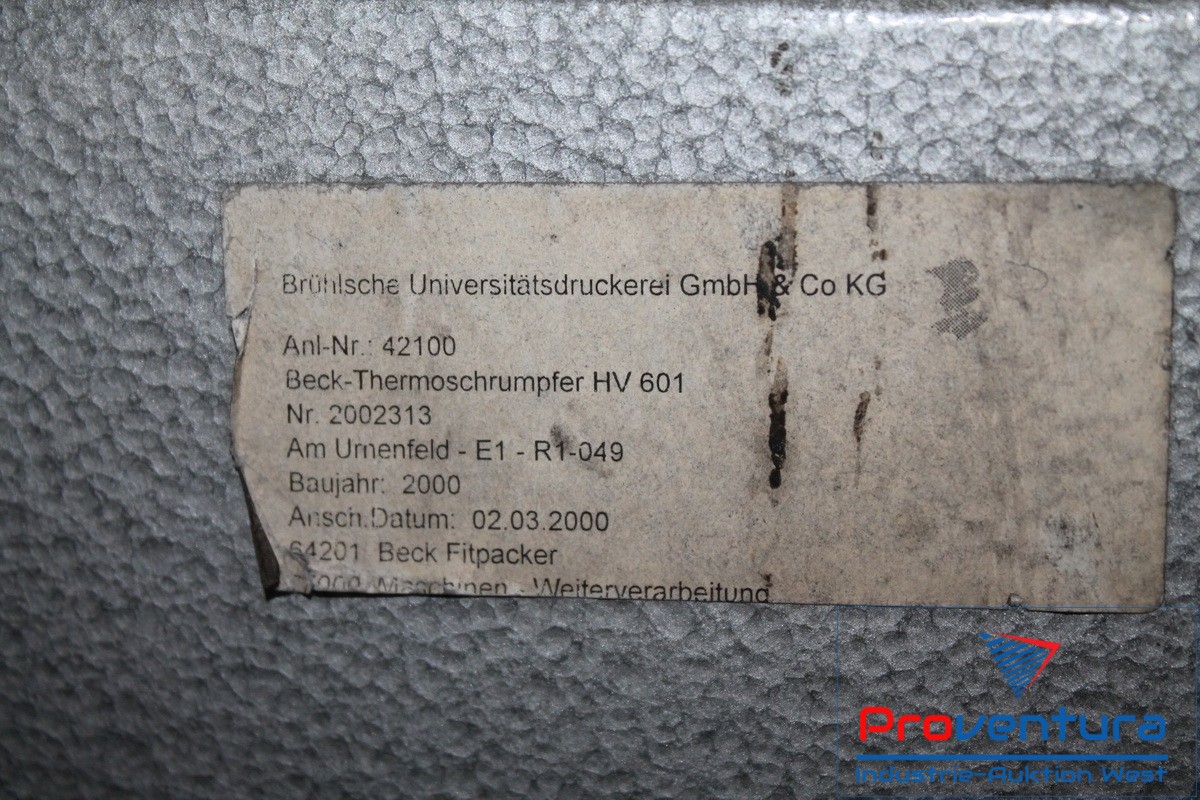 Brühlsche Universitätsdruckerei GmbH & Co KG
Anl-Nr.: 42100
Beck-Thermoschrumpfer HV 601
Nr. 2002313
Am Urnenfeld - E1 - R1-049
Baujahr: 2000
Ansch.Datum: 02.03.2000
64201 Beck Fitpacker
Maschinen - Weiterverarbeitung
Proventura
Industrie-Auktion West